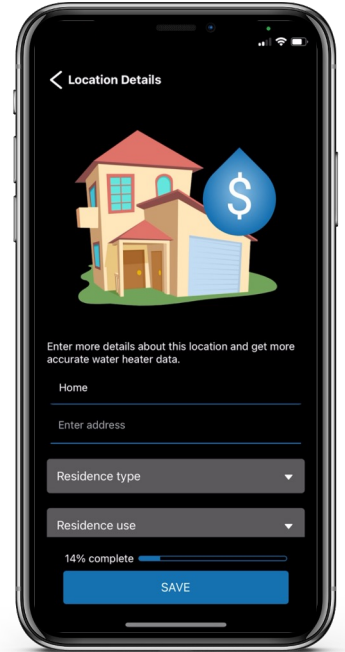 Location Details
$
Enter more details about this location and get more
accurate water heater data.
Home
Enter address
Residence type
Residence use
14% complete
SAVE